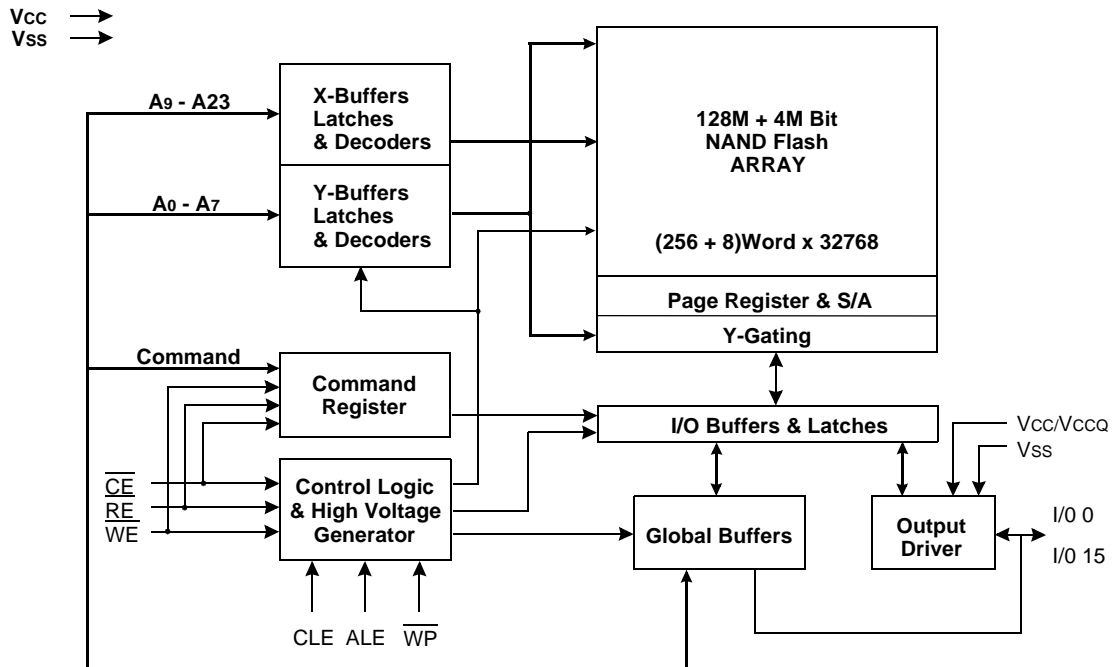 VCC
VSS
A9 - A23
X-Buffers
Latches
& Decoders
128M + 4M Bit
NAND Flash
ARRAY
A0 - A7
Y-Buffers
Latches
& Decoders
(256 + 8)Word x 32768
Page Register & S/A
Y-Gating
Command
Command
Register
I/O Buffers & Latches
VCC/VCCQ
VSS
CE
RE
WE
Control Logic
& High Voltage
Generator
Global Buffers
Output
Driver
I/0 0
I/0 15
CLE
ALE
WP